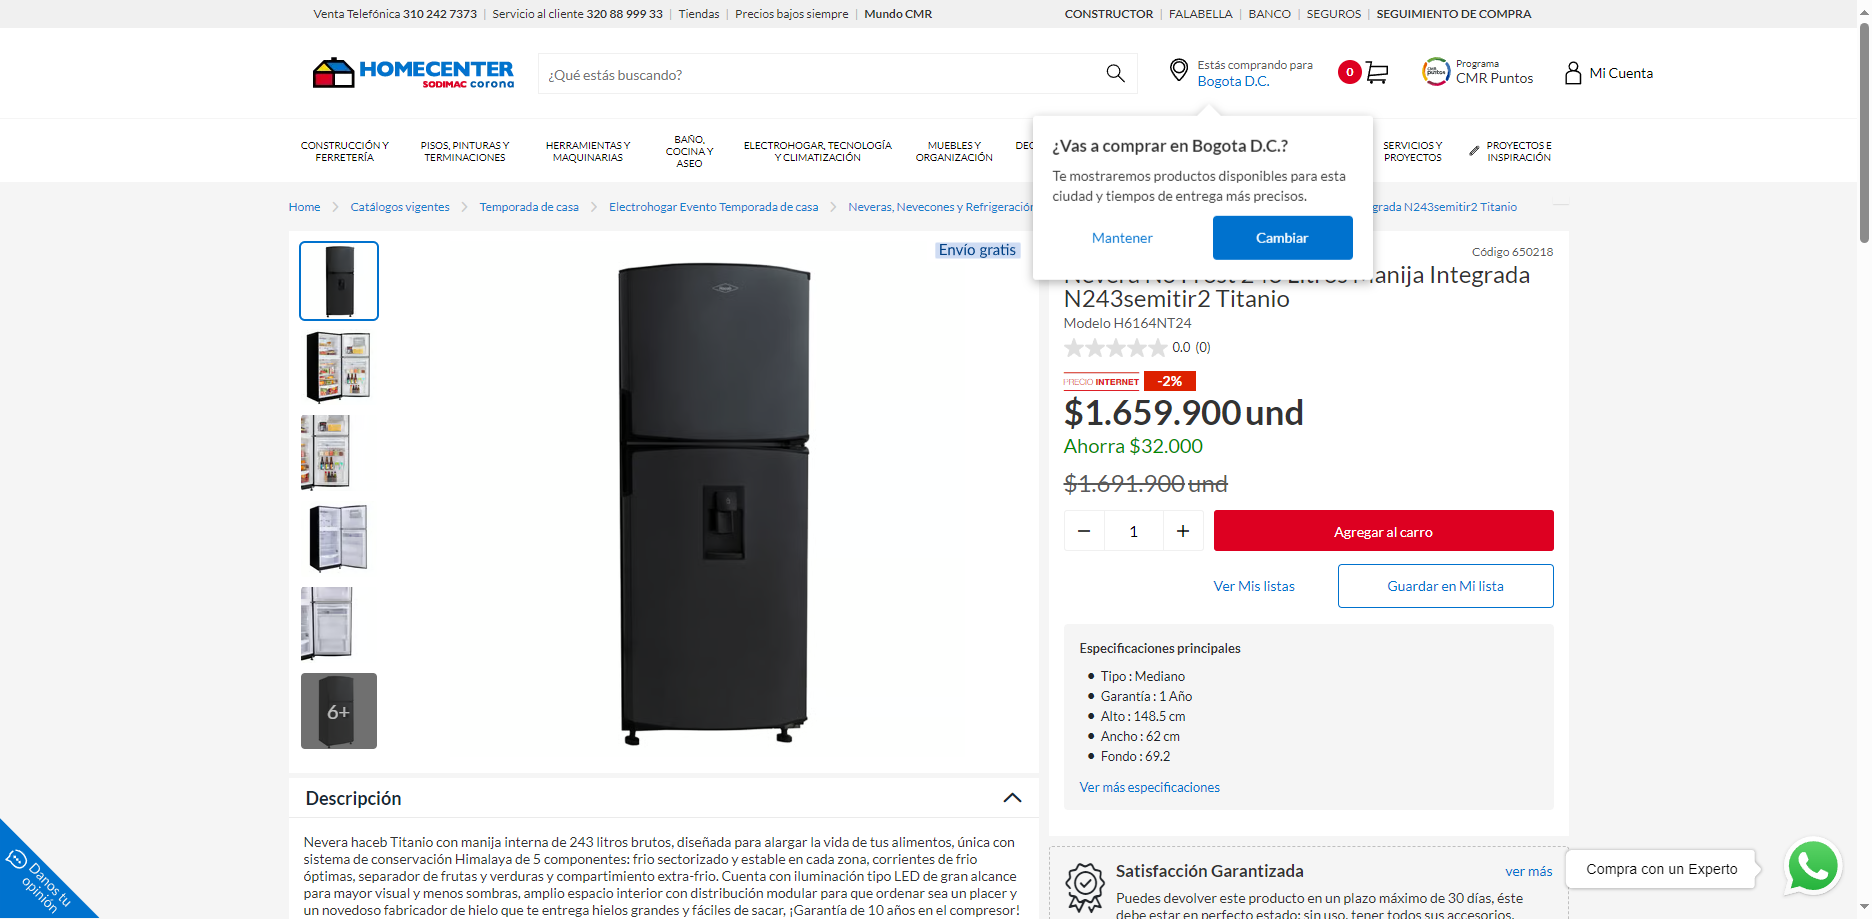 Venta Telefónica 310 242 7373 | Servicio al cliente 320 88 999 33 | Tiendas | Precios bajos siempre | Mundo CMR
CONSTRUCTOR | FALABELLA | BANCO | SEGUROS | SEGUIMIENTO DE COMPRA
HOMECENTER
SODIMAC corona
¿Qué estás buscando?
Estás comprando para
Bogota D.C.
0
Programa
CMR Puntos
Mi Cuenta
CONSTRUCCIÓN Y
FERRETERÍA
PISOS, PINTURAS Y
TERMINACIONES
HERRAMIENTAS Y
MAQUINARIAS
BAÑO,
COCINA Y
ASEO
ELECTROHOGAR, TECNOLOGÍA
Y CLIMATIZACIÓN
MUEBLES Y
ORGANIZACIÓN
DEC
SERVICIOS Y
PROYECTOS
PROYECTOS E
INSPIRACIÓN
¿Vas a comprar en Bogota D.C.?
Te mostraremos productos disponibles para esta
ciudad y tiempos de entrega más precisos.
Mantener
Cambiar
Home > Catálogos vigentes > Temporada de casa > Electrohogar Evento Temporada de casa > Neveras, Nevecones y Refrigeración
grada N243semitir2 Titanio
Envío gratis
Código 650218
Nevera No Frost 243 Litros Manija Integrada
N243semitir2 Titanio
Modelo H6164NT24
0.0 (0)
PRECIO INTERNET
-2%
$1.659.900 und
Ahorra $32.000
$1.691.900 und
1
Agregar al carro
Ver Mis listas
Guardar en Mi lista
Especificaciones principales
Tipo : Mediano
Garantía : 1 Año
Alto : 148.5 cm
Ancho : 62 cm
Fondo : 69.2
Ver más especificaciones
6+
Descripción
Nevera haceb Titanio con manija interna de 243 litros brutos, diseñada para alargar la vida de tus alimentos, única con
sistema de conservación Himalaya de 5 componentes: frio sectorizado y estable en cada zona, corrientes de frio
óptimas, separador de frutas y verduras y compartimiento extra-frio. Cuenta con iluminación tipo LED de gran alcance
para mayor visual y menos sombras, amplio espacio interior con distribución modular para que ordenar sea un placer y
un novedoso fabricador de hielo que te entrega hielos grandes y fáciles de sacar, ¡Garantía de 10 años en el compresor!
Satisfacción Garantizada
ver más
Puedes devolver este producto en un plazo máximo de 30 días, éste
debe estar en perfecto estado: sin uso, tener todos sus accesorios,
Compra con un Experto
Danos tu
opinión